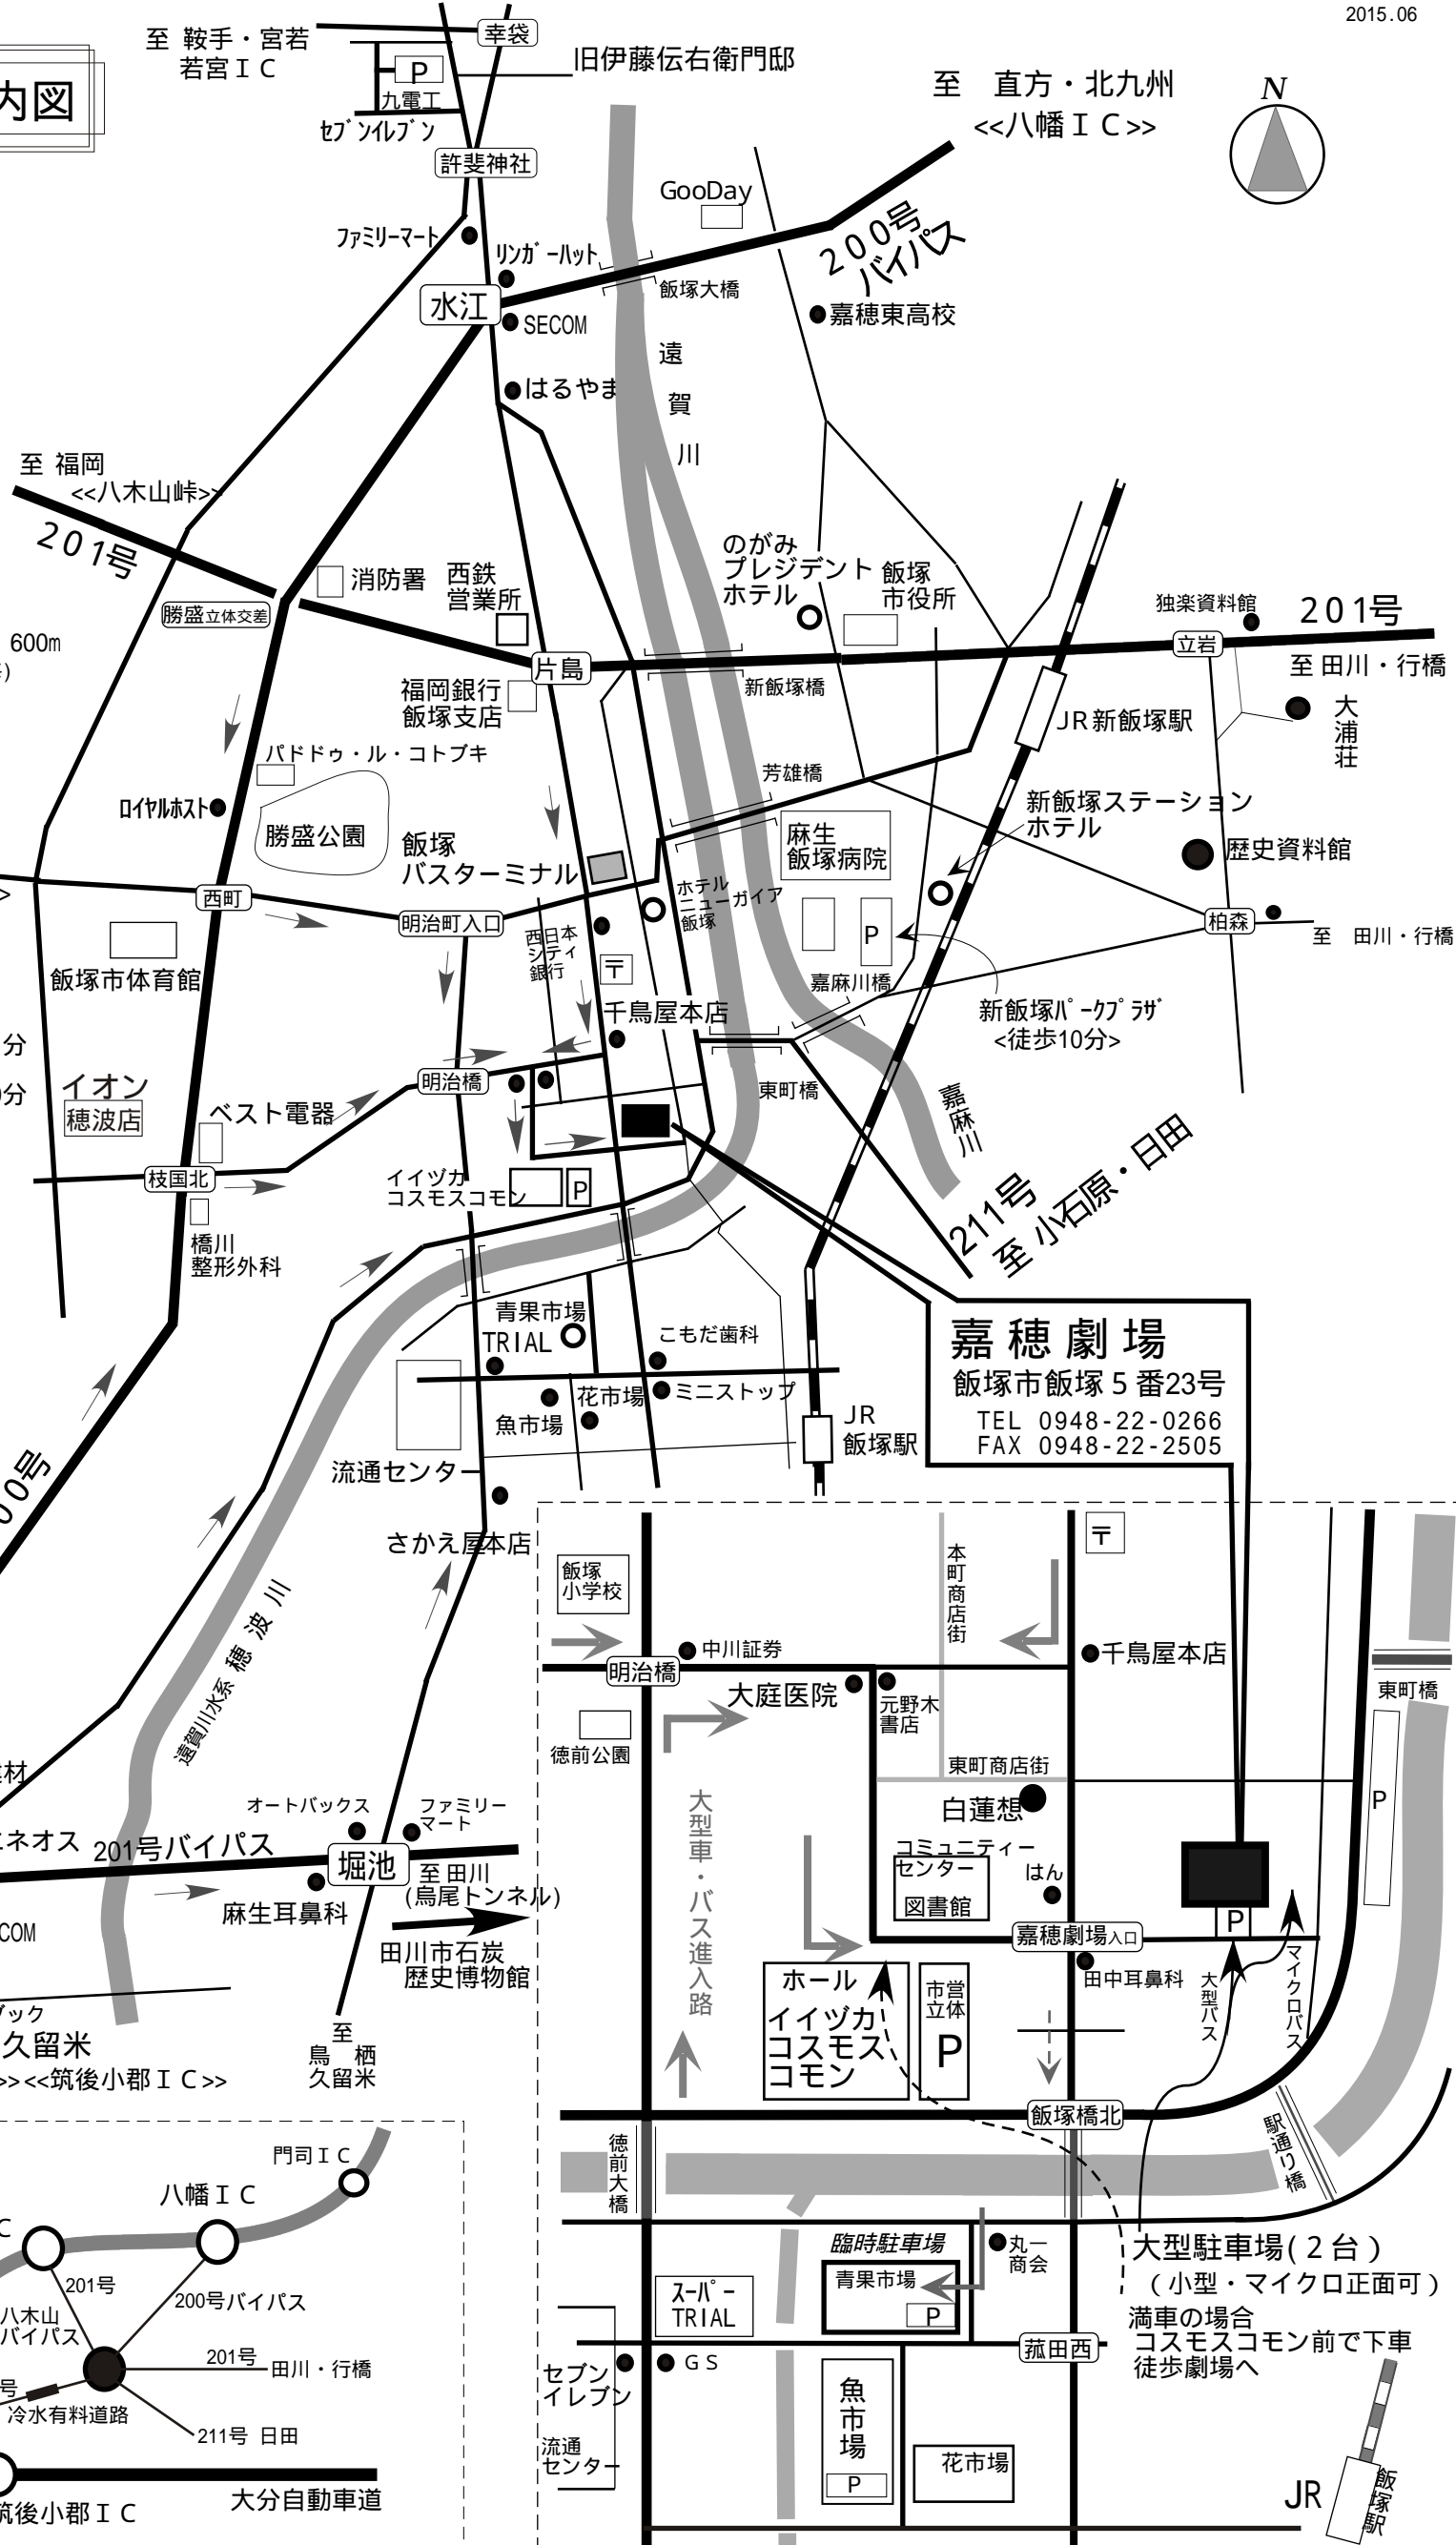 2015.06
内図
至 鞍手・宮若
若宮ＩＣ
幸袋
旧伊藤伝右衛門邸
P
九電工
ｾﾌﾞﾝｲﾚﾌﾞﾝ
許斐神社
至　直方・北九州
<<八幡ＩＣ>>
N
GooDay
200号
バイパス
ﾌｧﾐﾘｰﾏｰﾄ
ﾘﾝｶﾞｰﾊｯﾄ
水江
飯塚大橋
SECOM
嘉穂東高校
はるやま
遠賀川
至 福岡
<<八木山峠>>
201号
消防署
西鉄
営業所
勝盛立体交差
のがみ
プレジデント
ホテル
飯塚
市役所
独楽資料館
201号
立岩
至 田川・行橋
600m
片島
福岡銀行
飯塚支店
新飯塚橋
JR新飯塚駅
大浦荘
パドドゥ・ル・コトブキ
ﾛｲﾔﾙﾎｽﾄ
勝盛公園
芳雄橋
新飯塚ステーション
ホテル
麻生
飯塚病院
歴史資料館
飯塚
バスターミナル
西町
明治町入口
ホテル
ニューガイア
飯塚
西日本
シティ
銀行
〒
P
柏森
至　田川・行橋
飯塚市体育館
嘉麻川橋
新飯塚ﾊﾟｰｸﾌﾟﾗｻﾞ
<徒歩10分>
千鳥屋本店
分
分
イオン
穂波店
ベスト電器
明治橋
東町橋
嘉麻川
枝国北
イイヅカ
コスモスコモン
P
211号
至 小石原・日田
橋川
整形外科
青果市場
TRIAL
こもだ歯科
花市場
ミニストップ
魚市場
JR
飯塚駅
嘉穂劇場
飯塚市飯塚５番23号
TEL 0948-22-0266
FAX 0948-22-2505
00号
流通センター
さかえ屋本店
遠賀川水系 穂波川
飯塚
小学校
本町商店街
〒
中川証券
明治橋
千鳥屋本店
大庭医院
元野木
書店
東町橋
徳前公園
東町商店街
大型車・バス進入路
白蓮想
P
材
オートバックス
ファミリー
マート
ネオス
201号バイパス
堀池
至 田川
(烏尾トンネル)
麻生耳鼻科
COM
田川市石炭
歴史博物館
コミュニティー
センター
図書館
はん
P
嘉穂劇場入口
田中耳鼻科
大型バス
マイクロバス
ホール
イイヅカ
コスモス
コモン
市営
立体
P
ブック
久留米
>><<筑後小郡ＩＣ>>
至
鳥　栖
久留米
飯塚橋北
徳前大橋
駅通り橋
門司ＩＣ
八幡ＩＣ
C
201号
200号バイパス
八木山
バイパス
201号
田川・行橋
号
冷水有料道路
211号 日田
大分自動車道
筑後小郡ＩＣ
臨時駐車場
青果市場
P
丸一
商会
大型駐車場(２台)
(小型・マイクロ正面可)
満車の場合
コスモスコモン前で下車
徒歩劇場へ
ｽｰﾊﾟｰ
TRIAL
菰田西
セブン
イレブン
ＧＳ
魚市場
P
花市場
流通
センター
JR
飯塚駅